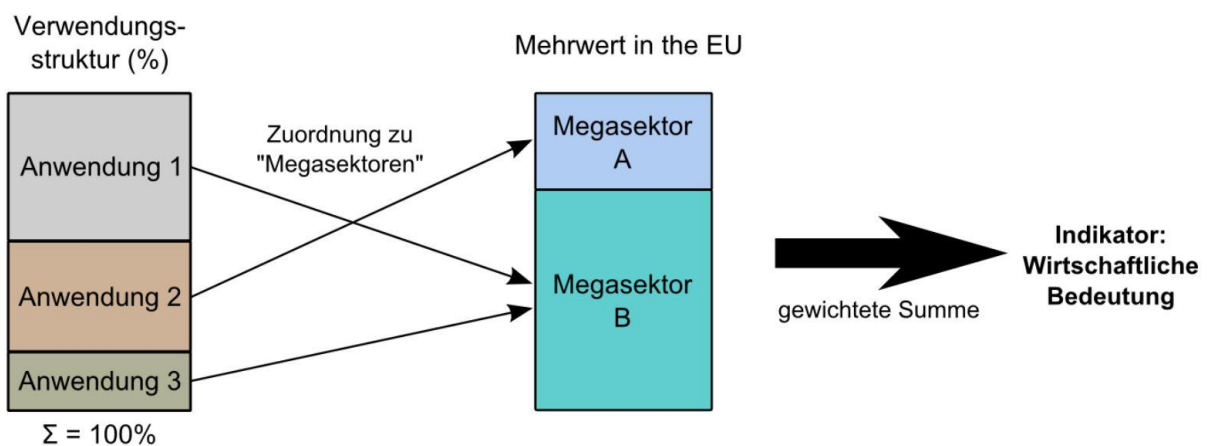 Verwendungs-
struktur (%)
Anwendung 1
Anwendung 2
Anwendung 3
Σ = 100%
Zuordnung zu
"Megasektoren"
Mehrwert in the EU
Megasektor
A
Megasektor
B
gewichtete Summe
Indikator:
Wirtschaftliche
Bedeutung